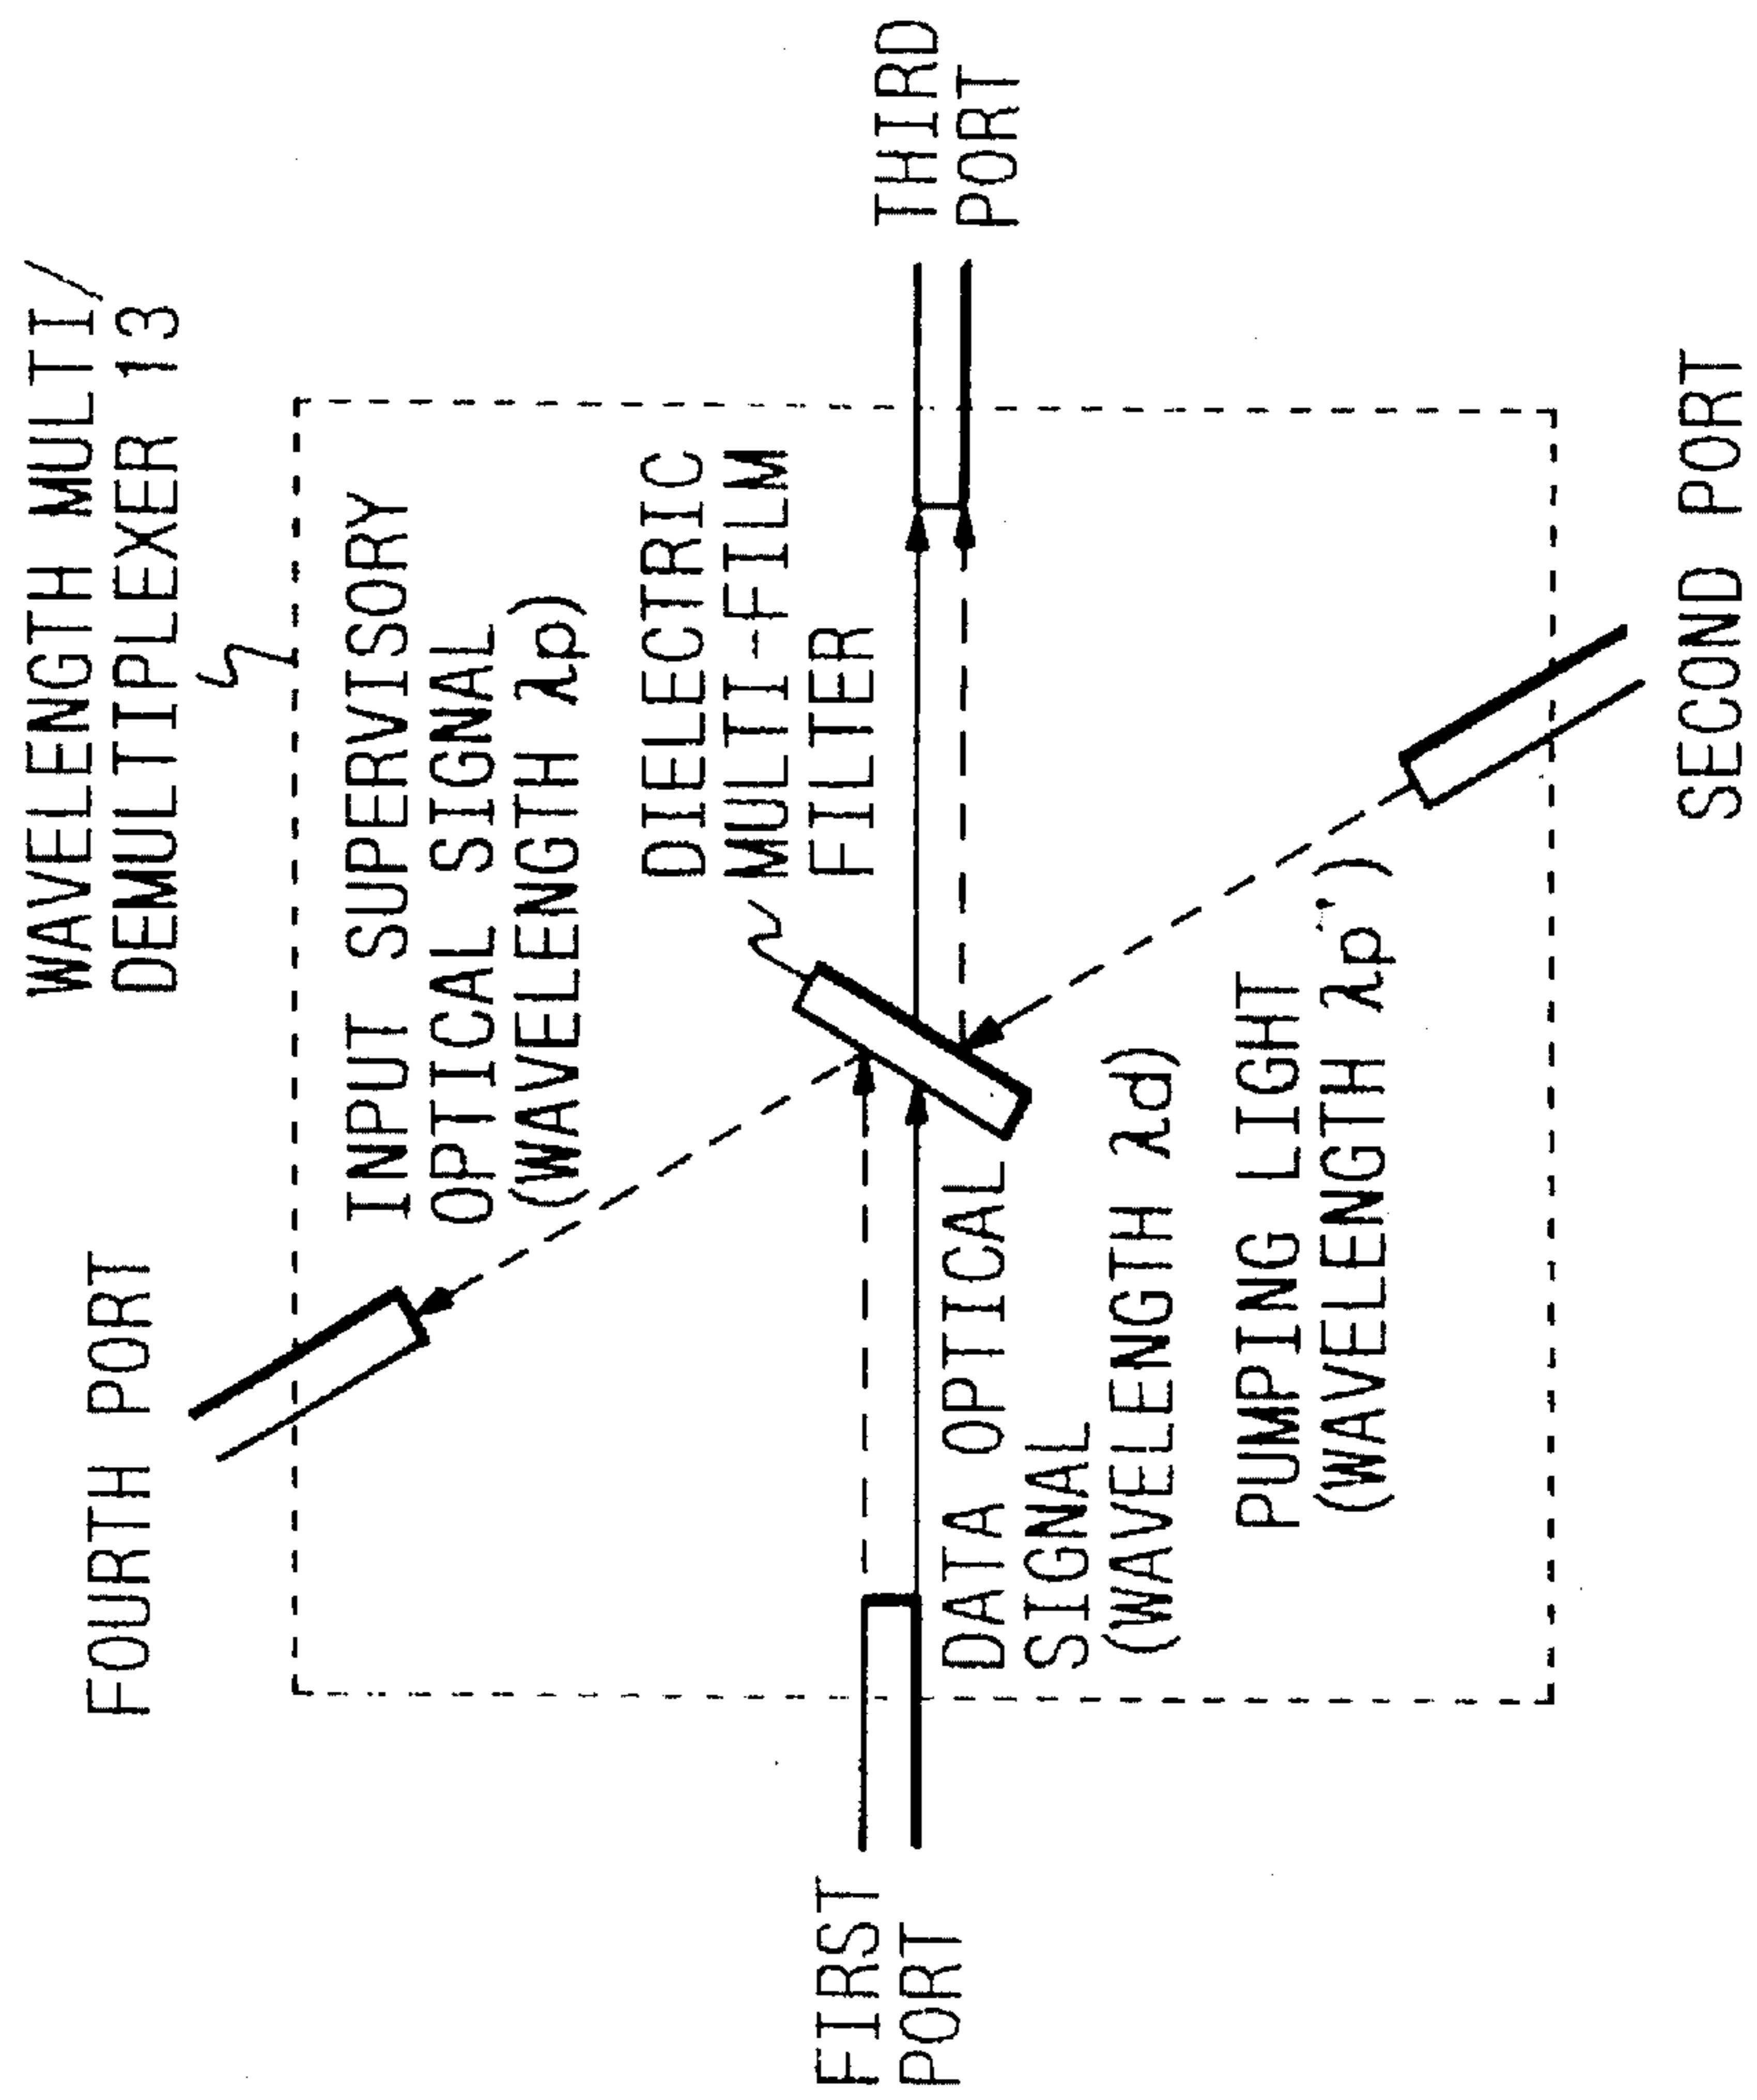 WAVELENGTH MULTI/
DEMULTIPLEXER 13
FOURTH PORT
INPUT SUPERVISORY
OPTICAL SIGNAL
(WAVELENGTH λp)
DIELECTRIC
MULTI-FILM
FILTER
FIRST
PORT
THIRD
PORT
DATA OPTICAL
SIGNAL
(WAVELENGTH λd)
PUMPING LIGHT
(WAVELENGTH λp')
SECOND PORT